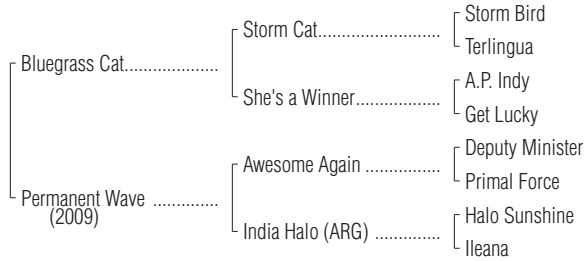 Storm Bird
Storm Cat
Terlingua
Bluegrass Cat
A.P. Indy
She's a Winner
Get Lucky
Deputy Minister
Awesome Again
Primal Force
Permanent Wave
(2009)
Halo Sunshine
India Halo (ARG)
Ileana